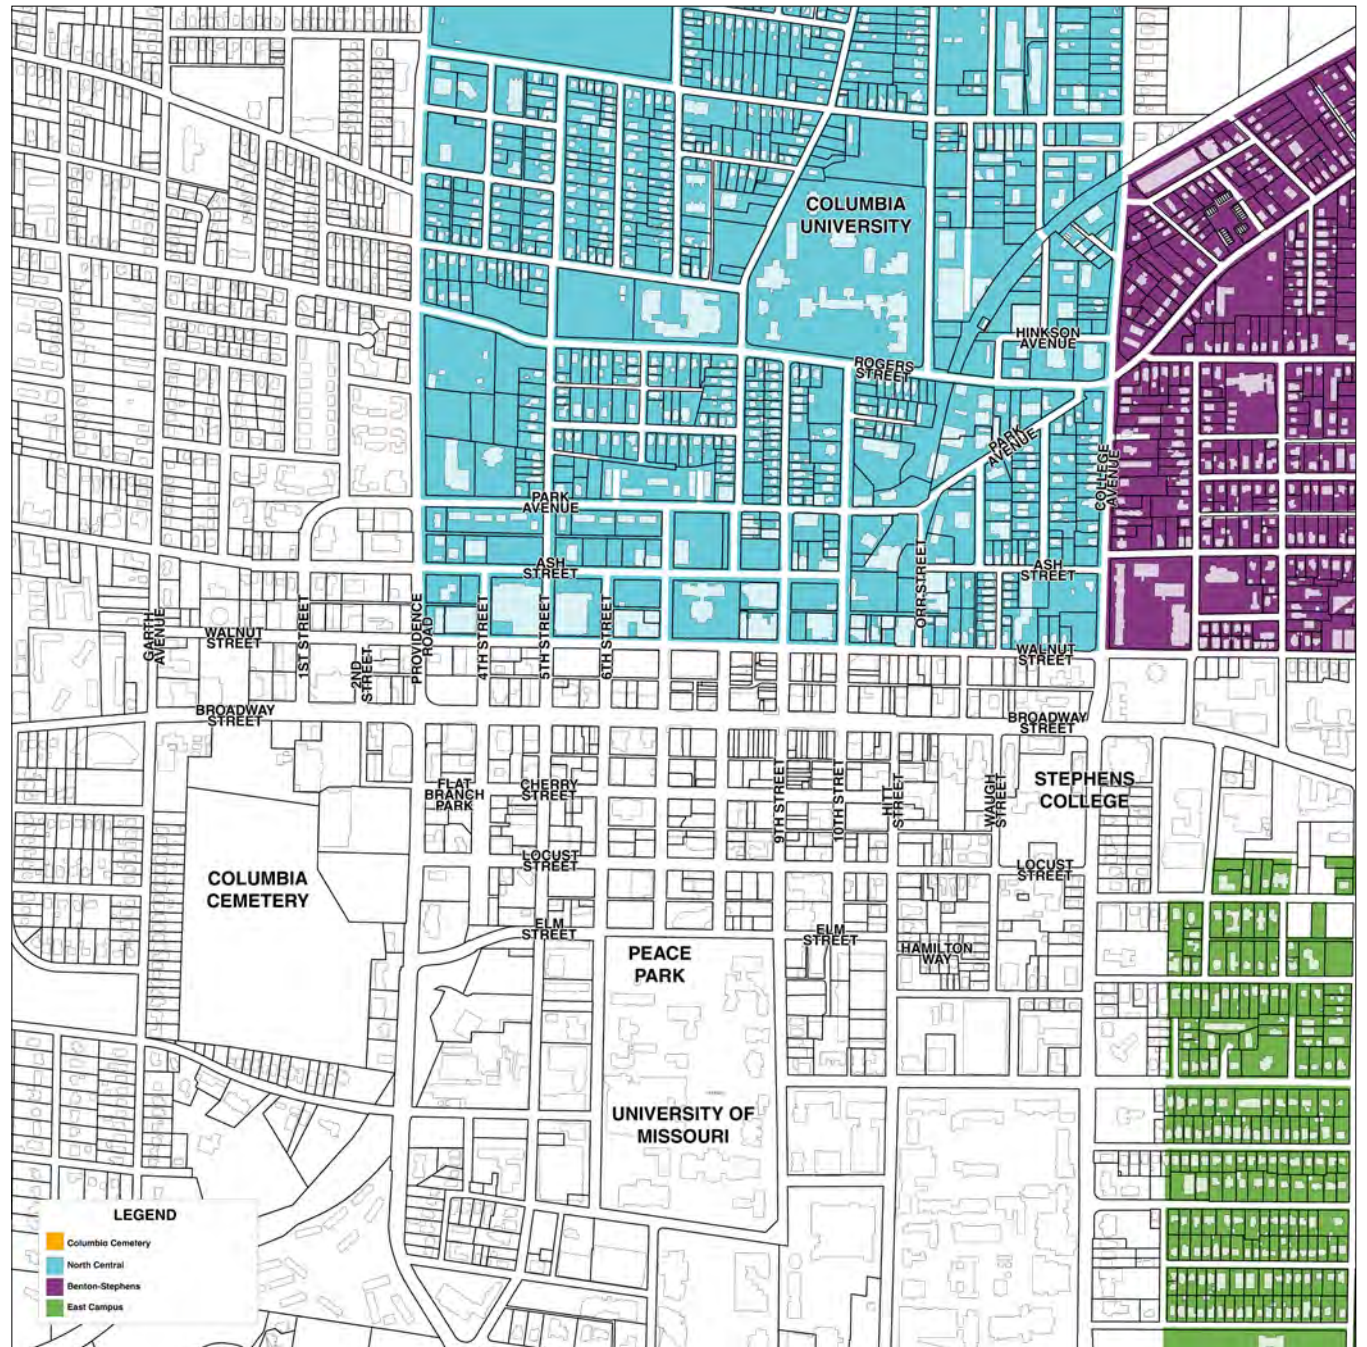 COLUMBIA
UNIVERSITY
HINKSON
AVENUE
ROGERS
STREET
PARK
AVENUE
COLLEGE
AVENUE
PARK
AVENUE
ASH
STREET
ORR STREET
ASH
STREET
GARTH
AVENUE
WALNUT
STREET
1ST STREET
2ND
STREET
PROVIDENCE
ROAD
4TH STREET
5TH STREET
6TH STREET
WALNUT
STREET
BROADWAY
STREET
BROADWAY
STREET
FLAT
BRANCH
PARK
CHERRY
STREET
9TH STREET
10TH STRET
HITT
STREET
WAUGH
STREET
STEPHENS
COLLEGE
LOCUST
STREET
LOCUST
STREET
COLUMBIA
CEMETERY
ELM
STREET
ELM
STREET
HAMILTON
WAY
PEACE
PARK
UNIVERSITY OF
MISSOURI
LEGEND
Columbia Cemetery
North Central
Benton-Stephens
East Campus